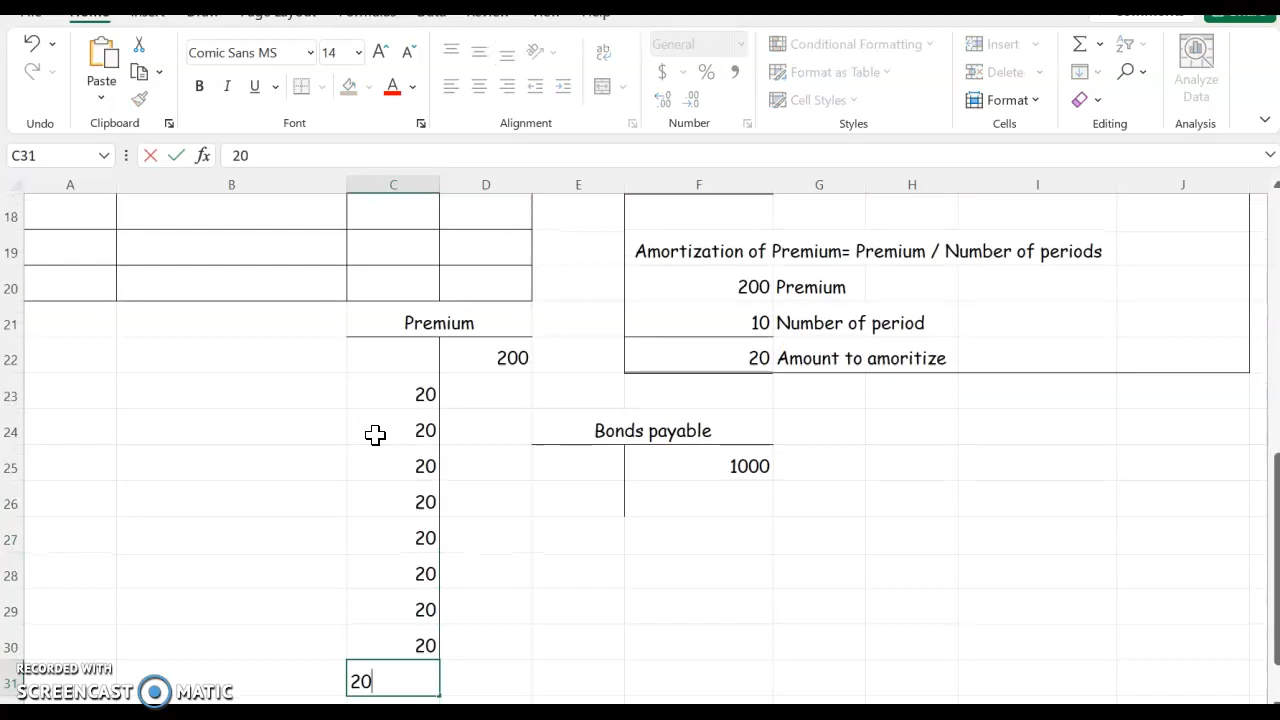 Undo
Paste
Clipboard
Comic Sans MS
14
A
A
B
I
U
A
Font
ab
Alignment
General
$ % 9
Number
Conditional Formatting
Format as Table
Cell Styles
Styles
Insert
Delete
Format
Cells
Editing
Analyze
Data
Analysis
C31
fx
20
A B C D E F G H I J
18
19 Amortization of Premium= Premium / Number of periods
20 200 Premium
21 Premium 10 Number of period
22 200 20 Amount to amoritize
23 20
24 20 Bonds payable
25 20 1000
26 20
27 20
28 20
29 20
30 20
31 20
RECORDED WITH
SCREENCAST MATIC